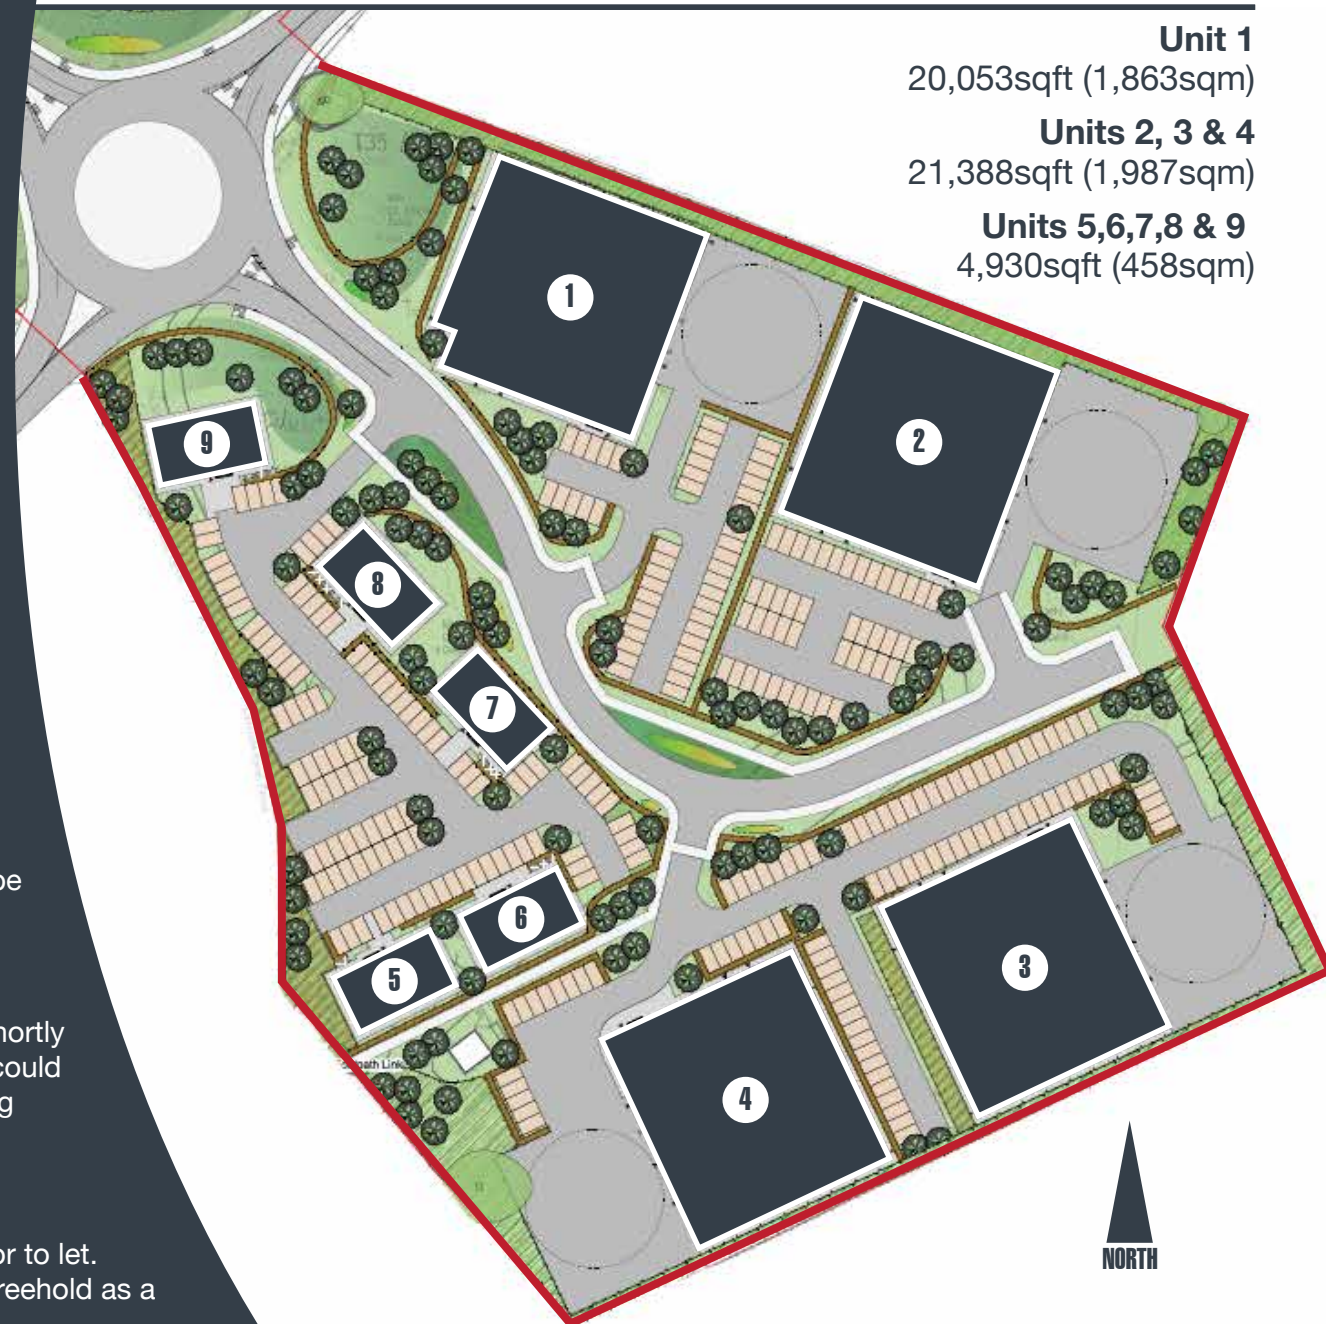 Unit 1
20,053sqft (1,863sqm)
Units 2, 3 & 4
21,388sqft (1,987sqm)
Units 5,6,7,8 & 9
4,930sqft (458sqm)
1
2
9
8
7
6
5
3
4
Link
NORTH
be
could
or to let.
reehold as a